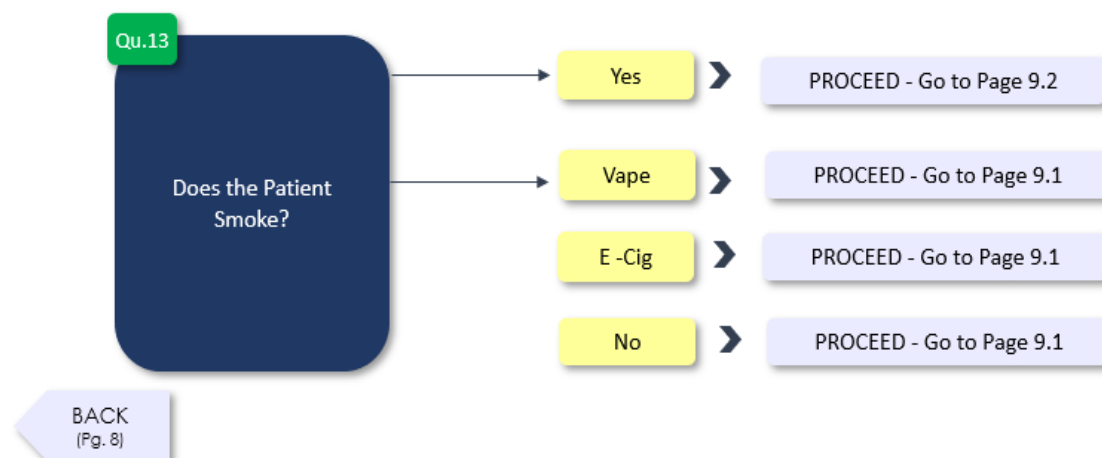 Qu.13
Does the Patient
Smoke?
Yes
PROCEED - Go to Page 9.2
Vape
PROCEED - Go to Page 9.1
E -Cig
PROCEED - Go to Page 9.1
No
PROCEED - Go to Page 9.1
BACK
(Pg. 8)